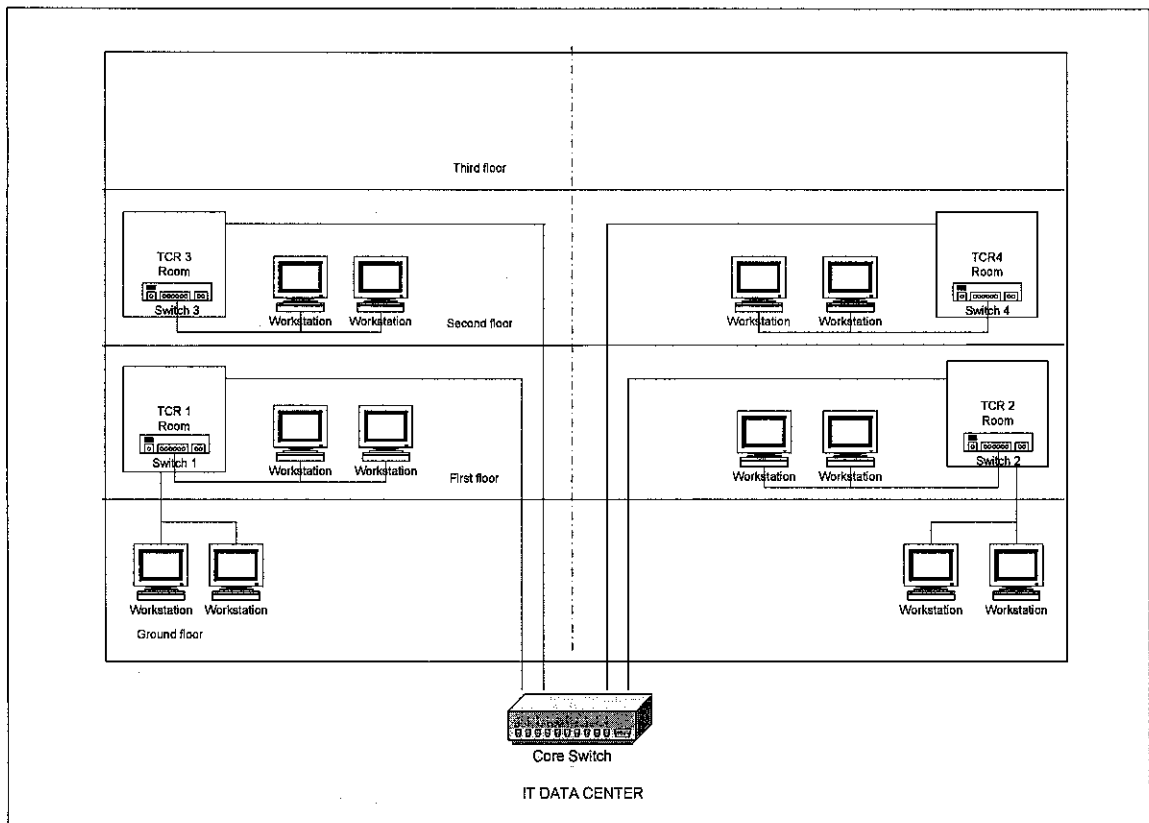 Third floor
TCR 3
Room
Switch 3
Workstation
Workstation
Second floor
Workstation
Workstation
TCR4
Room
Switch 4
TCR 1
Room
Switch 1
Workstation
Workstation
First floor
Workstation
Workstation
TCR 2
Room
Switch 2
Workstation
Workstation
Ground floor
Workstation
Workstation
Core Switch
IT DATA CENTER